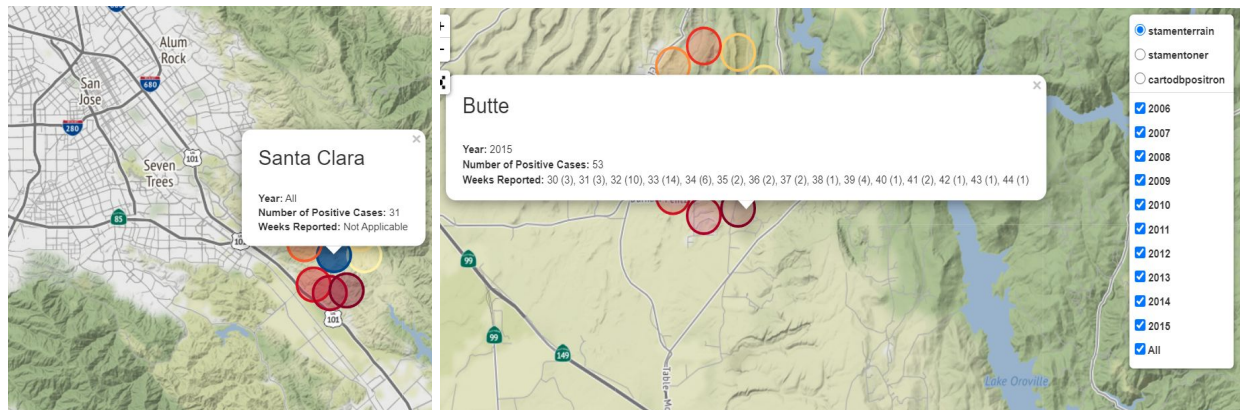 Alum
Rock
San
Jose
680
280
Seven
Trees
101
85
101
Santa Clara
×
Year: All
Number of Positive Cases: 31
Weeks Reported: Not Applicable
+
-
Butte
×
Year: 2015
Number of Positive Cases: 53
Weeks Reported: 30 (3), 31 (3), 32 (10), 33 (14), 34 (6), 35 (2), 36 (2), 37 (2), 38 (1), 39 (4), 40 (1), 41 (2), 42 (1), 43 (1), 44 (1)
99
99
149
Table Mo
Lake Oroville
stamenterrain
stamentoner
cartodbpositron
2006
2007
2008
2009
2010
2011
2012
2013
2014
2015
All